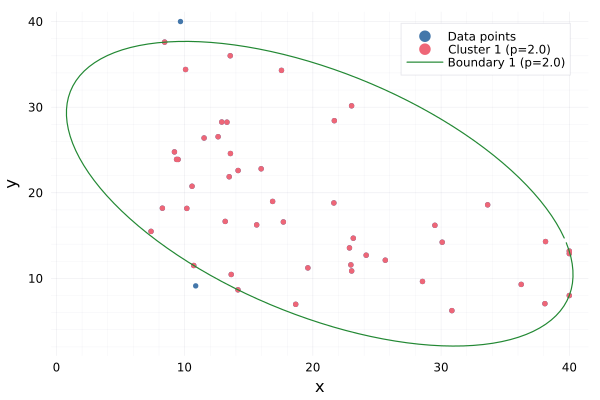 Data points
Cluster 1 (p=2.0)
Boundary 1 (p=2.0)
40
30
20
10
y
0 10 20 30 40
x